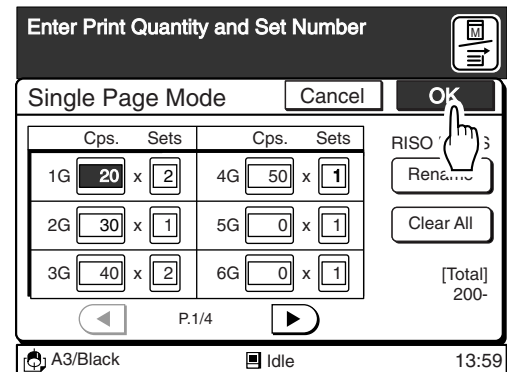 Enter Print Quantity and Set Number
M
Single Page Mode Cancel OK
Cps. Sets Cps. Sets RISO
1G 20 x 2 4G 50 x 1 Rename
2G 30 x 1 5G 0 x 1 Clear All
3G 40 x 2 6G 0 x 1 [Total]
200-
P.1/4
A3/Black Idle 13:59